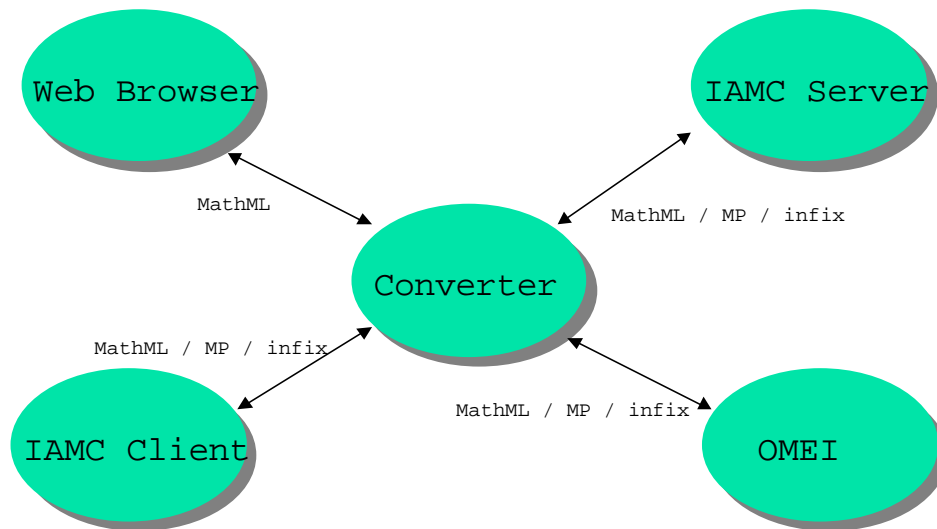 Web Browser
IAMC Server
MathML
MathML / MP / infix
Converter
MathML / MP / infix
MathML / MP / infix
IAMC Client
OMEI